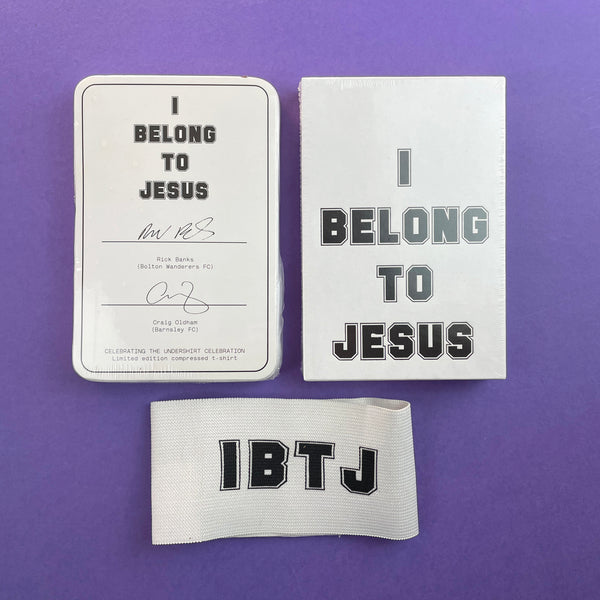 I
BELONG
TO
JESUS
Rick Banks
(Bolton Wanderers FC)
Craig Oldham
(Barnsley FC)
CELEBRATING THE UNDERSHIRT CELEBRATION
Limited edition compressed t-shirt
I
BELONG
TO
JESUS
IBTJ